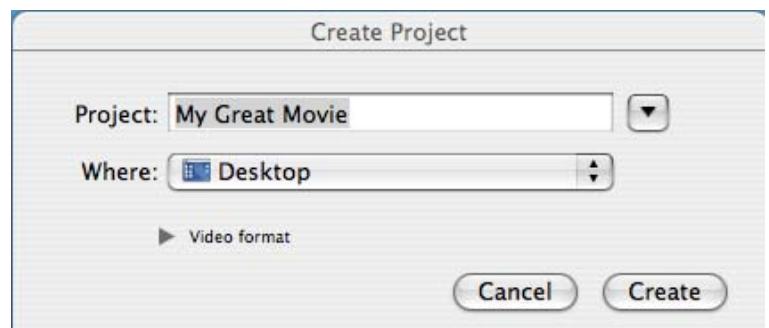 Create Project
Project: My Great Movie
Where: Desktop
Video format
Cancel Create